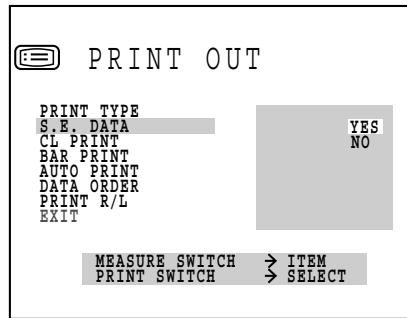 PRINT OUT
PRINT TYPE
S.E. DATA
CL PRINT
BAR PRINT
AUTO PRINT
DATA ORDER
PRINT R/L
EXIT
YES
NO
MEASURE SWITCH → ITEM
PRINT SWITCH → SELECT